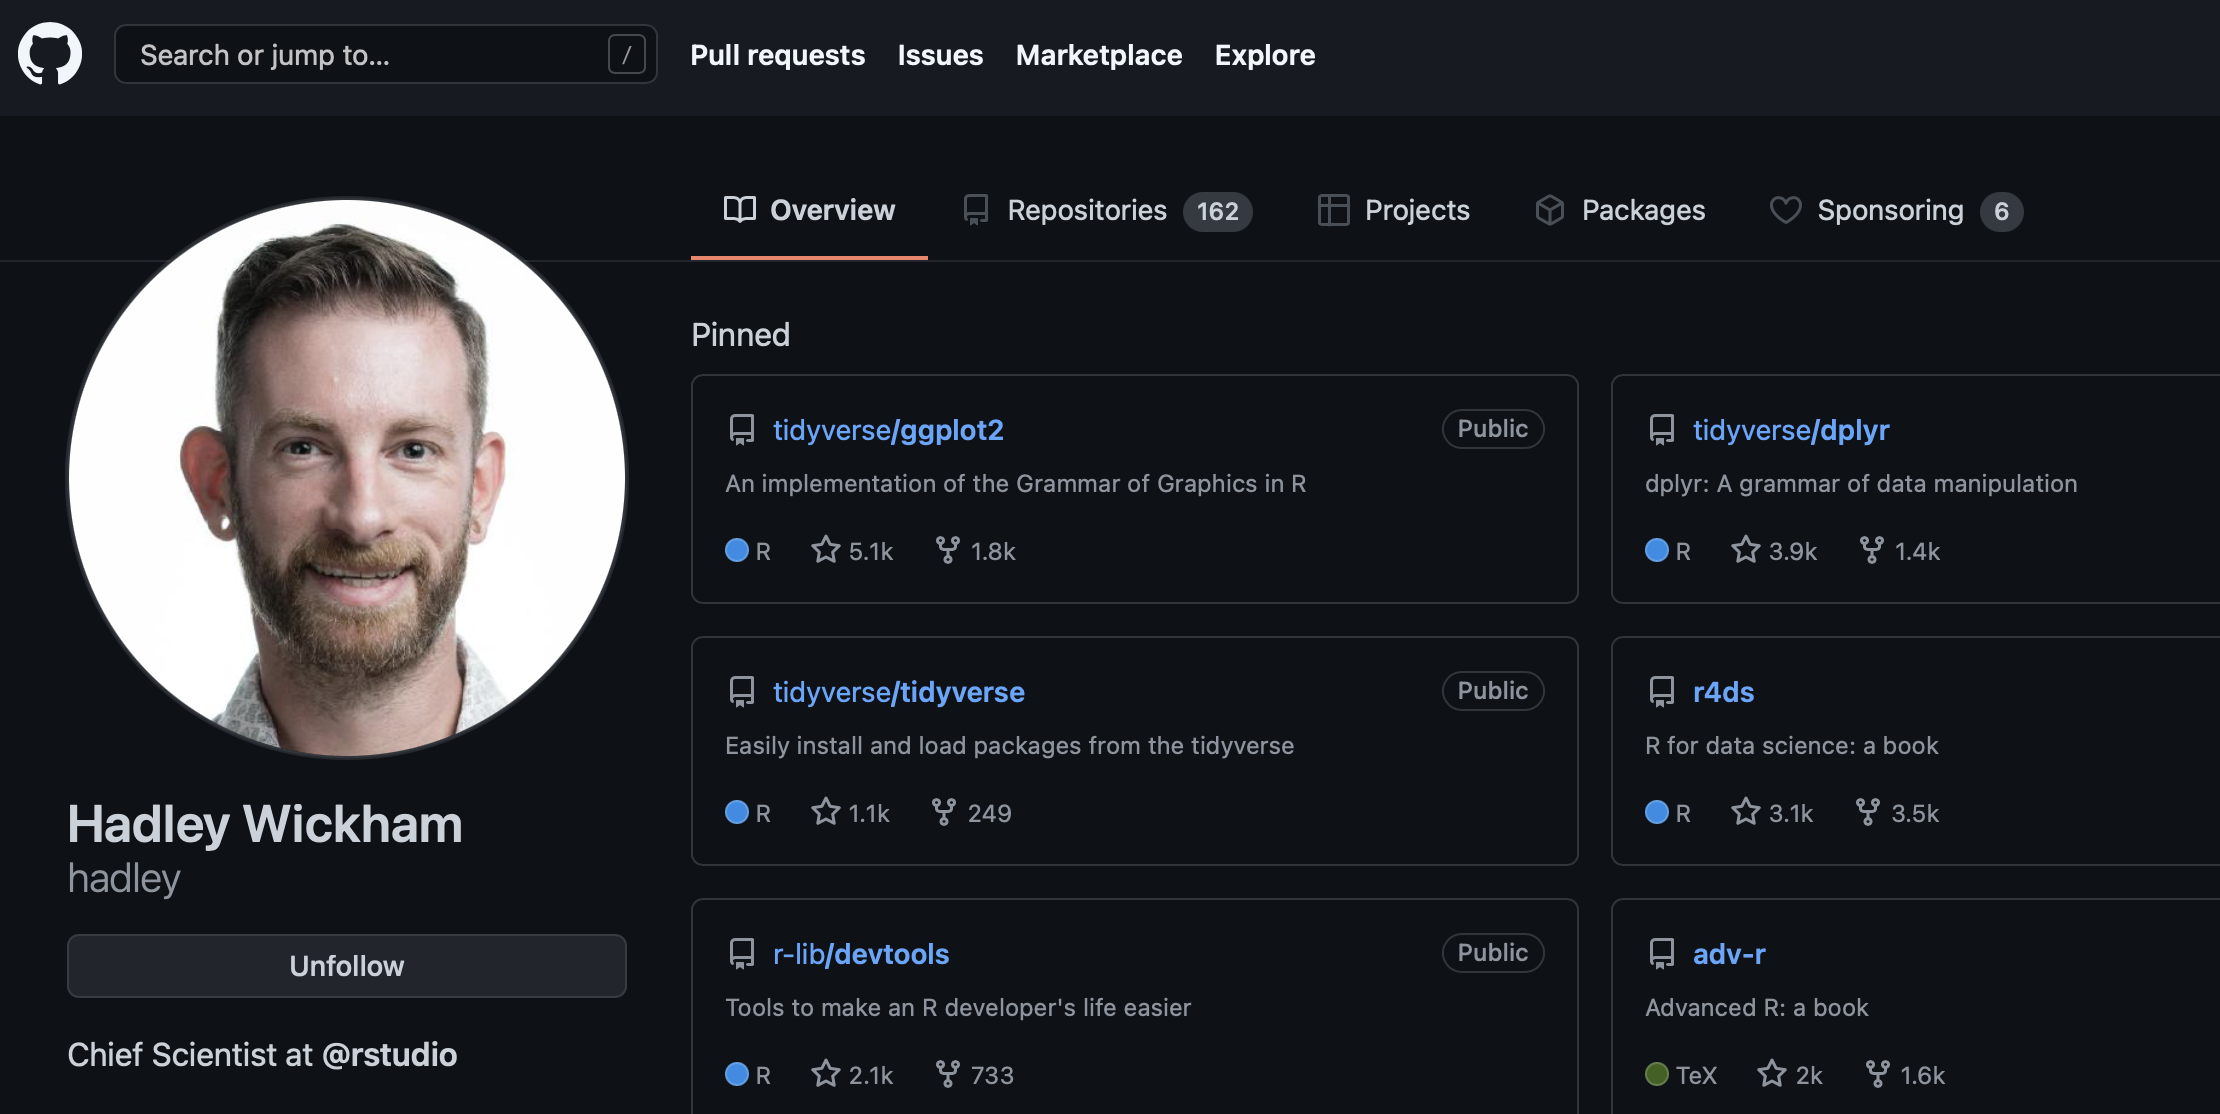 Search or jump to... /
Pull requests Issues Marketplace Explore
Overview Repositories 162 Projects Packages Sponsoring 6
Hadley Wickham
hadley
Unfollow
Chief Scientist at @rstudio
Pinned
tidyverse/ggplot2 Public
An implementation of the Grammar of Graphics in R
R 5.1k 1.8k
tidyverse/dplyr
dplyr: A grammar of data manipulation
R 3.9k 1.4k
tidyverse/tidyverse Public
Easily install and load packages from the tidyverse
R 1.1k 249
r4ds
R for data science: a book
R 3.1k 3.5k
r-lib/devtools Public
Tools to make an R developer's life easier
R 2.1k 733
adv-r
Advanced R: a book
TeX 2k 1.6k